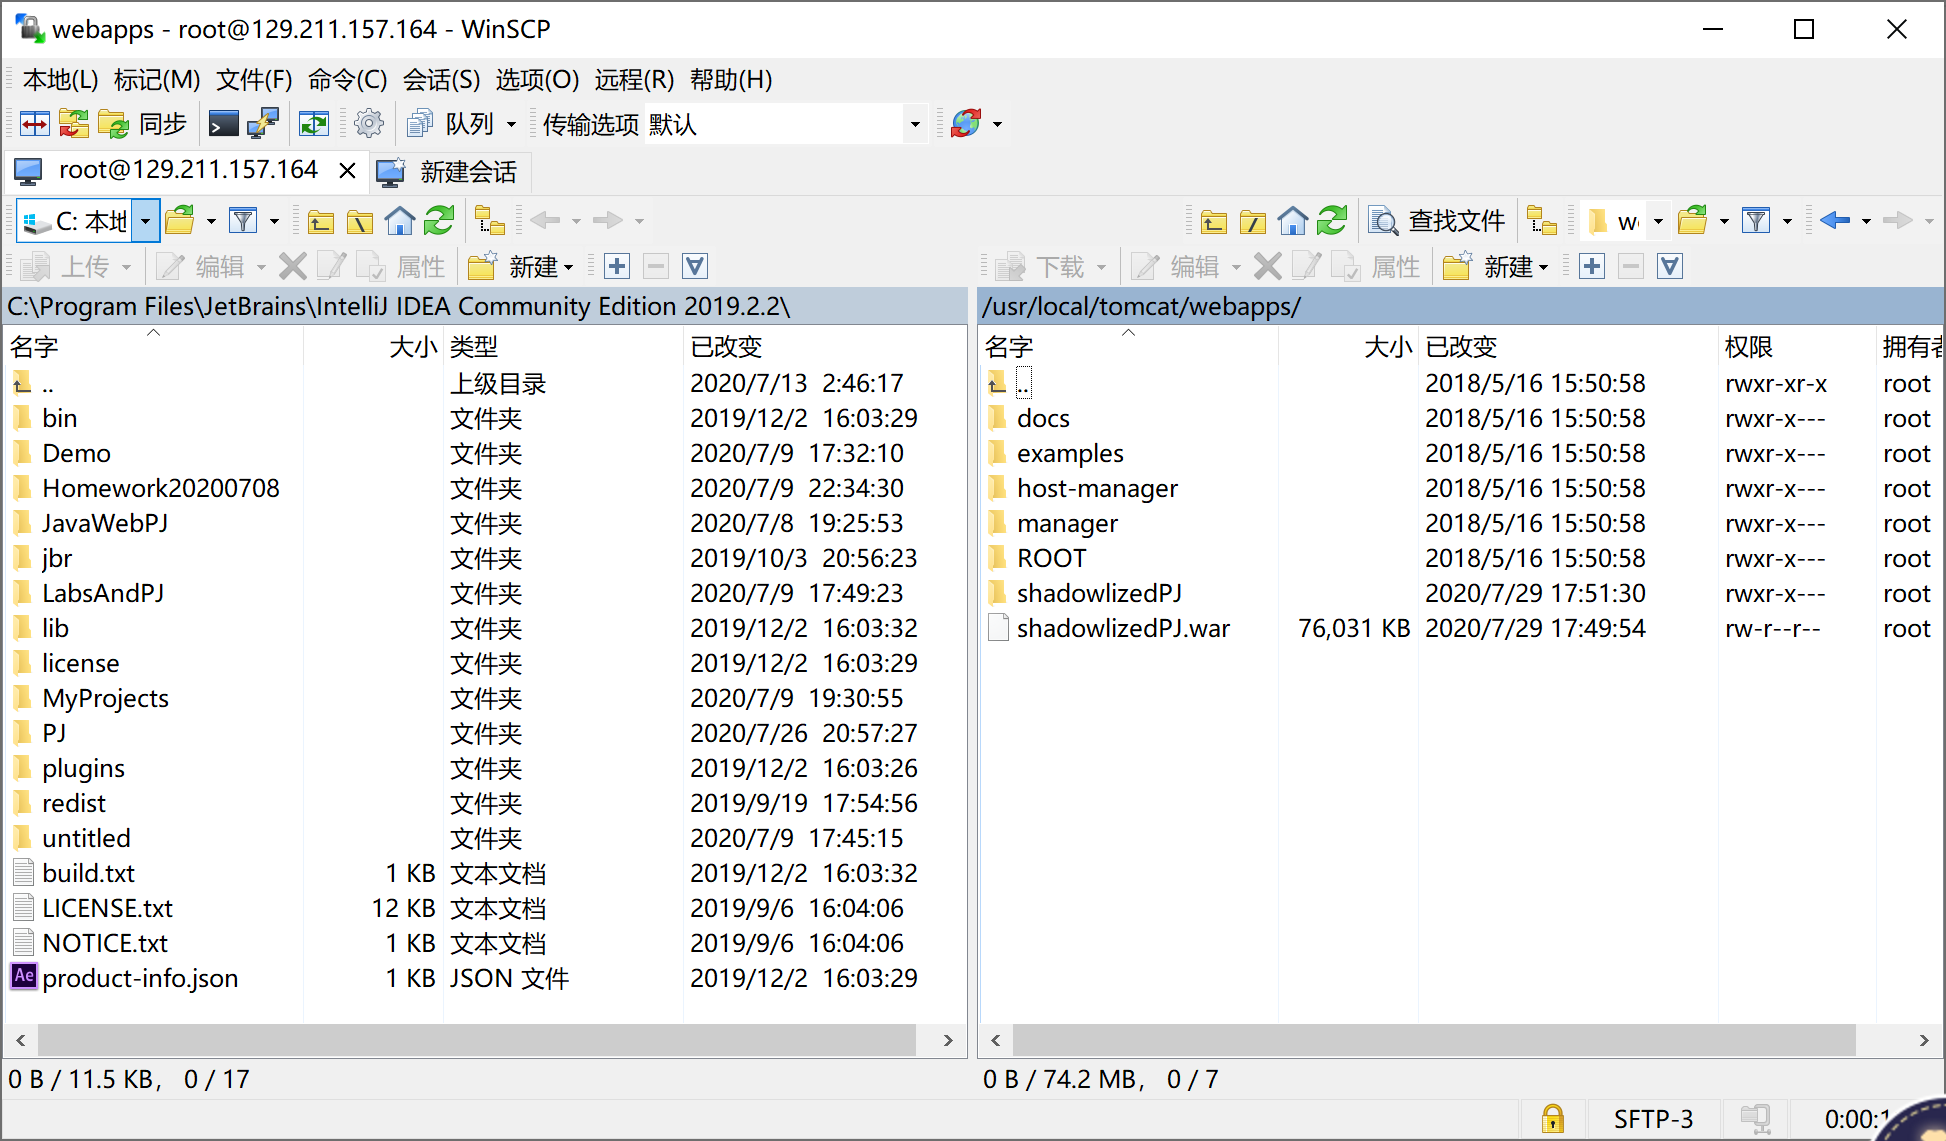 webapps - root@129.211.157.164 - WinSCP
本地(L) 标记(M) 文件(F) 命令(C) 会话(S) 选项(O) 远程(R) 帮助(H)
同步 队列 传输选项 默认
root@129.211.157.164 新建会话
C: 本地 查找文件
上传 编辑 属性 新建 下载 编辑 属性 新建
C:\Program Files\JetBrains\IntelliJ IDEA Community Edition 2019.2.2\
名字 大小 类型 已改变
.. 上级目录 2020/7/13 2:46:17
bin 文件夹 2019/12/2 16:03:29
Demo 文件夹 2020/7/9 17:32:10
Homework20200708 文件夹 2020/7/9 22:34:30
JavaWebPJ 文件夹 2020/7/8 19:25:53
jbr 文件夹 2019/10/3 20:56:23
LabsAndPJ 文件夹 2020/7/9 17:49:23
lib 文件夹 2019/12/2 16:03:32
license 文件夹 2019/12/2 16:03:29
MyProjects 文件夹 2020/7/9 19:30:55
PJ 文件夹 2020/7/26 20:57:27
plugins 文件夹 2019/12/2 16:03:26
redist 文件夹 2019/9/19 17:54:56
untitled 文件夹 2020/7/9 17:45:15
build.txt 1 KB 文本文档 2019/12/2 16:03:32
LICENSE.txt 12 KB 文本文档 2019/9/6 16:04:06
NOTICE.txt 1 KB 文本文档 2019/9/6 16:04:06
Ae product-info.json 1 KB JSON 文件 2019/12/2 16:03:29
0 B / 11.5 KB， 0 / 17
/usr/local/tomcat/webapps/
名字 大小 已改变 权限 拥有者
.. 2018/5/16 15:50:58 rwxr-xr-x root
docs 2018/5/16 15:50:58 rwxr-x--- root
examples 2018/5/16 15:50:58 rwxr-x--- root
host-manager 2018/5/16 15:50:58 rwxr-x--- root
manager 2018/5/16 15:50:58 rwxr-x--- root
ROOT 2018/5/16 15:50:58 rwxr-x--- root
shadowlizedPJ 2020/7/29 17:51:30 rwxr-x--- root
shadowlizedPJ.war 76,031 KB 2020/7/29 17:49:54 rw-r--r-- root
0 B / 74.2 MB， 0 / 7
SFTP-3 0:00:1